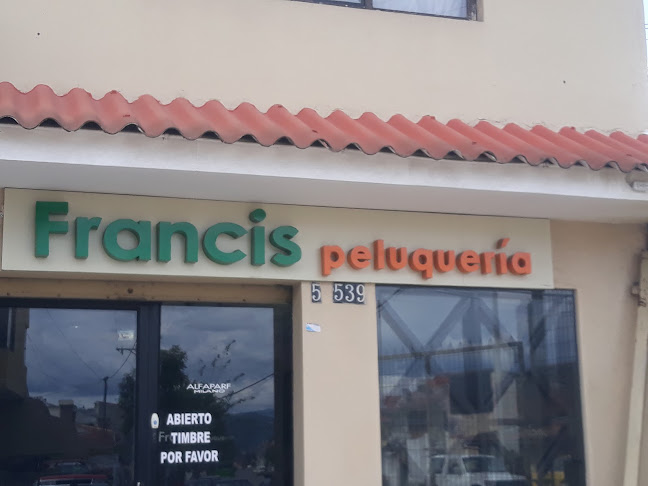 Francis peluquería
5 539
ALFAPARF
MILANO
ABIERTO
TIMBRE
POR FAVOR